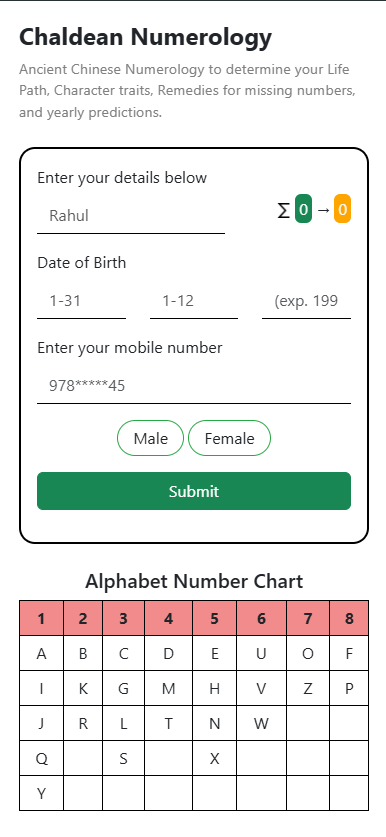 Chaldean Numerology
Ancient Chinese Numerology to determine your Life
Path, Character traits, Remedies for missing numbers,
and yearly predictions.
Enter your details below
Rahul
∑ 0 → 0
Date of Birth
1-31 1-12 (exp. 199
Enter your mobile number
978*****45
Male Female
Submit
Alphabet Number Chart
1 2 3 4 5 6 7 8
A B C D E U O F
I K G M H V Z P
J R L T N W
Q S X
Y